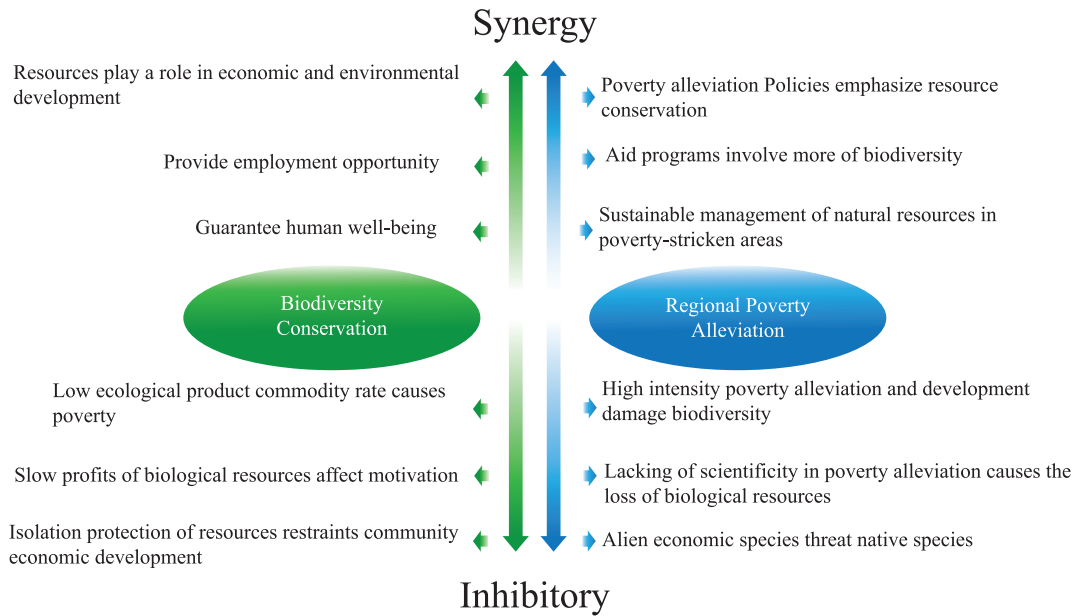 Synergy
Resources play a role in economic and environmental
development
Provide employment opportunity
Guarantee human well-being
Poverty alleviation Policies emphasize resource
conservation
Aid programs involve more of biodiversity
Sustainable management of natural resources in
poverty-stricken areas
Biodiversity
Conservation
Regional Poverty
Alleviation
Low ecological product commodity rate causes
poverty
Slow profits of biological resources affect motivation
Isolation protection of resources restraints community
economic development
High intensity poverty alleviation and development
damage biodiversity
Lacking of scientificity in poverty alleviation causes the
loss of biological resources
Alien economic species threat native species
Inhibitory